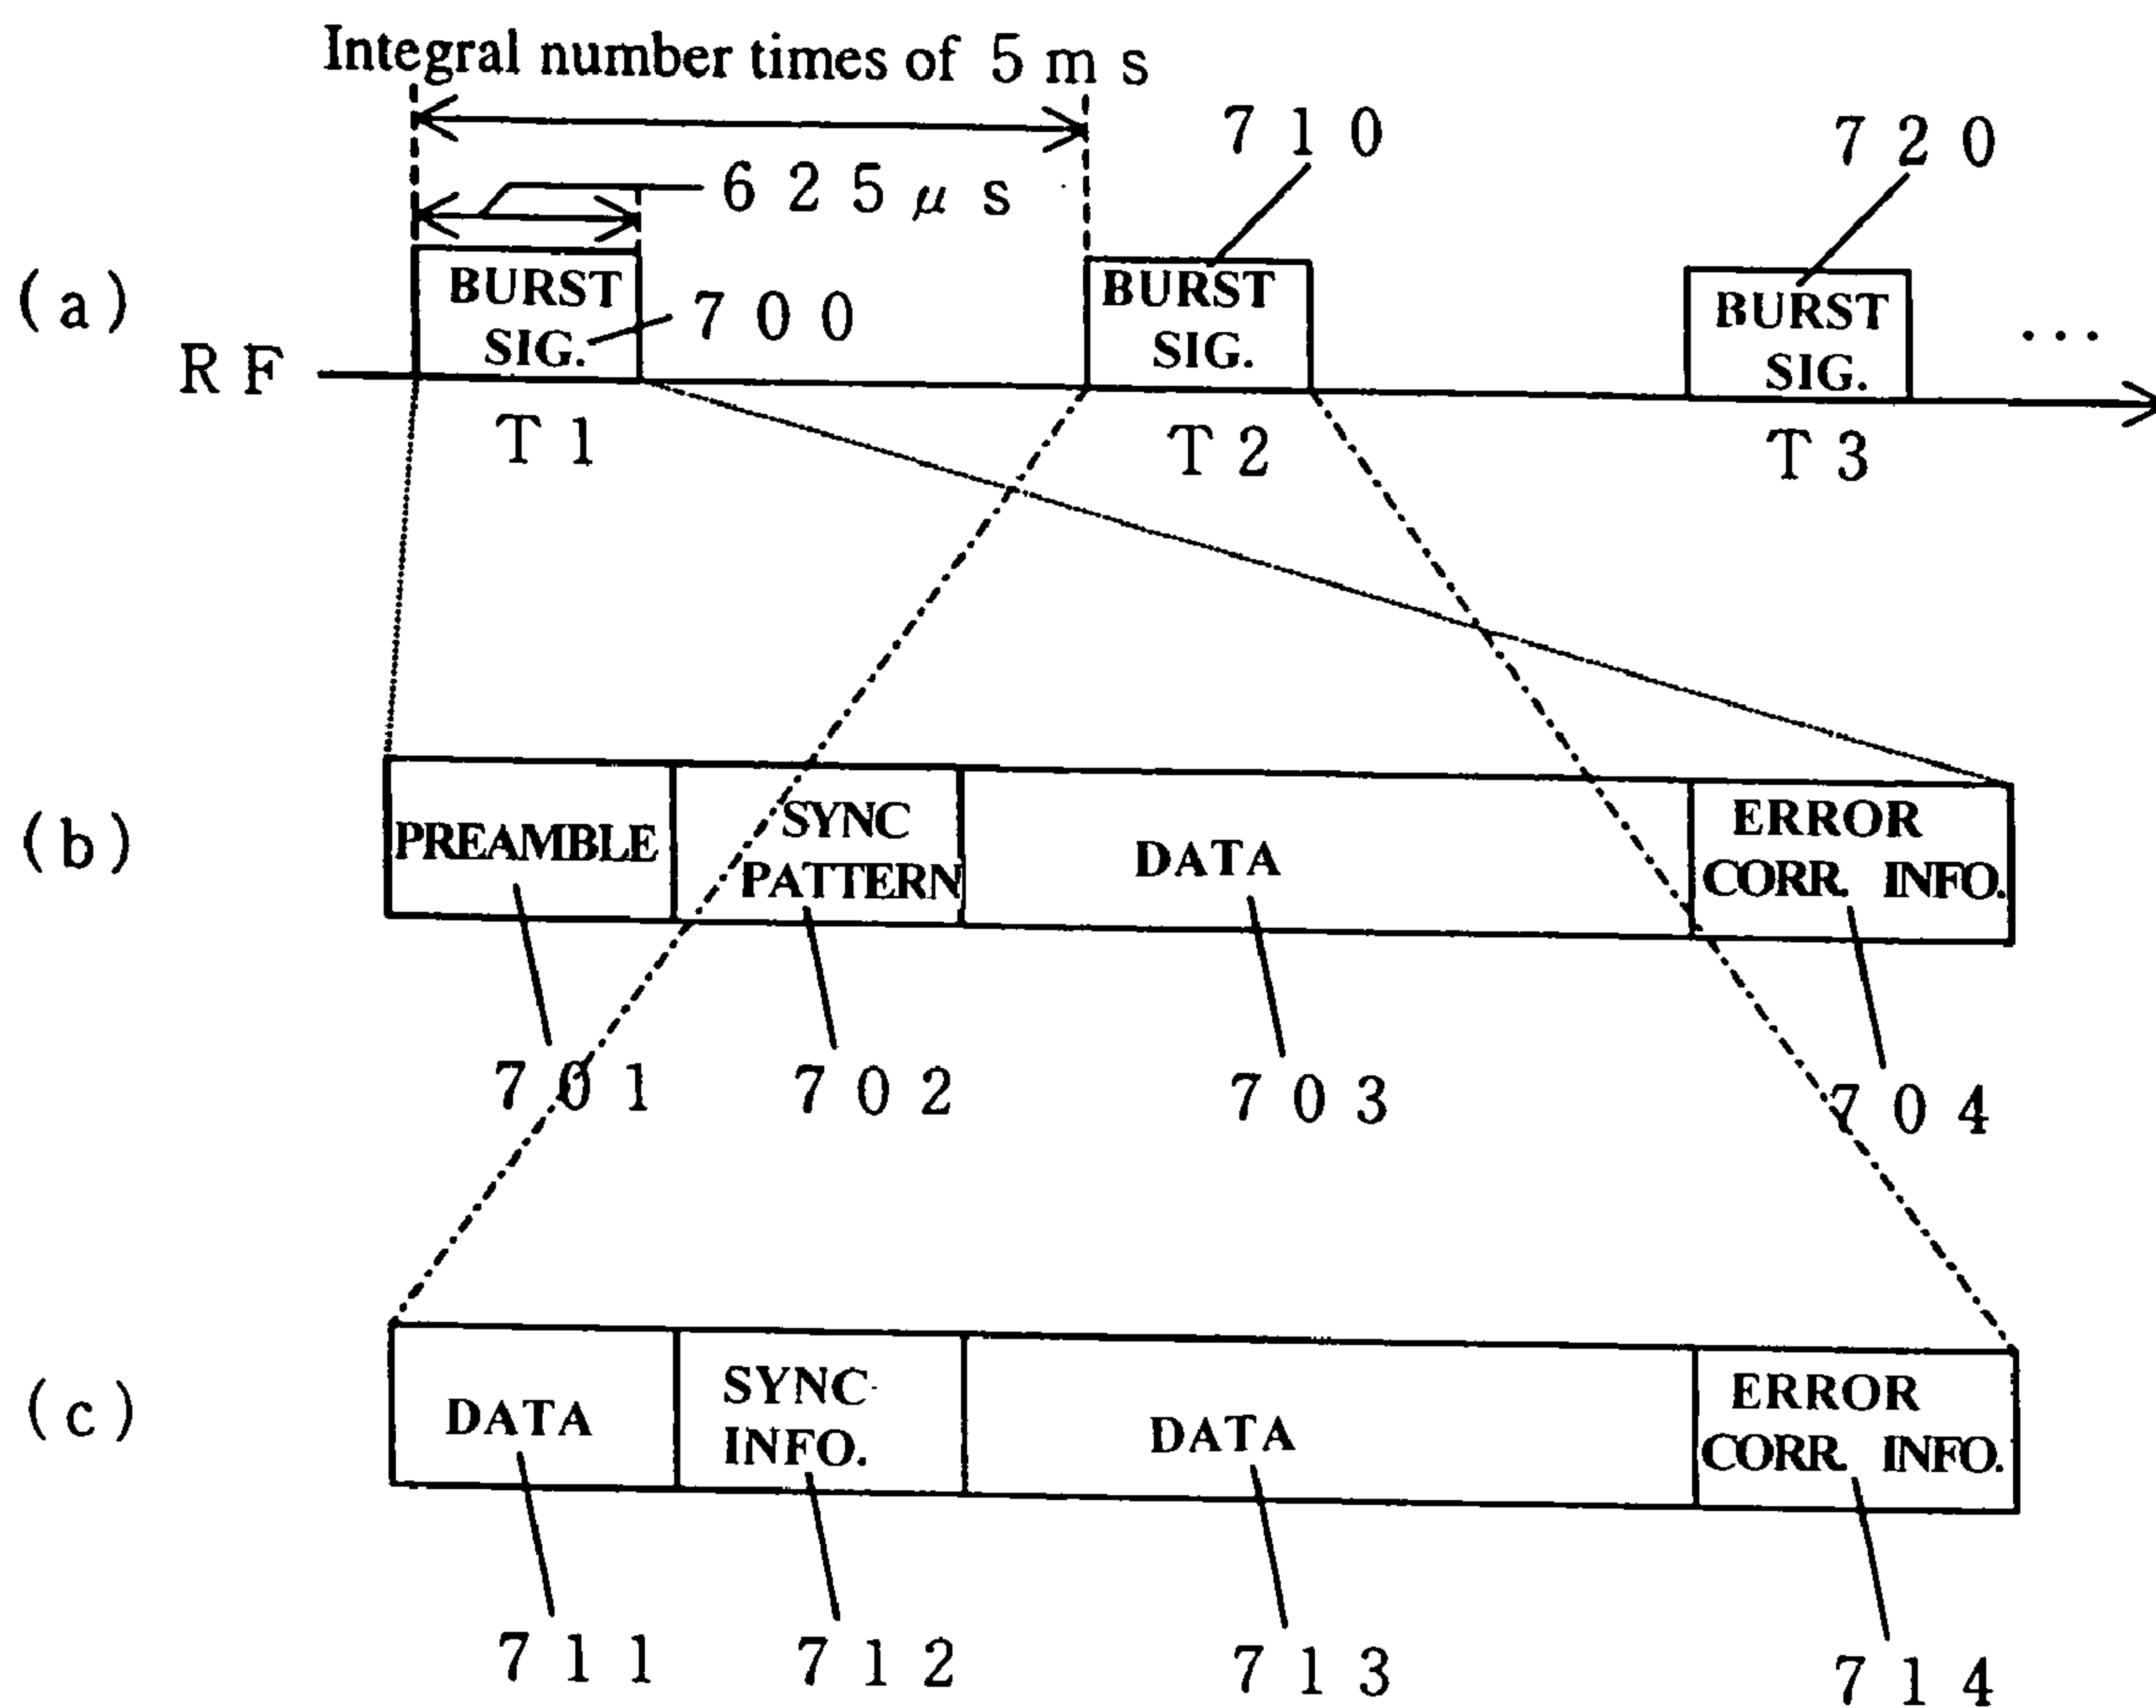 Integral number times of 5 m s
6 2 5 μ s
7 1 0
7 2 0
(a)
R F
BURST
SIG.
7 0 0
BURST
SIG.
BURST
SIG.
...
T 1
T 2
T 3
(b)
PREAMBLE
SYNC
PATTERN
DATA
ERROR
CORR. INFO.
7 0 1
7 0 2
7 0 3
7 0 4
(c)
DATA
SYNC
INFO.
DATA
ERROR
CORR. INFO.
7 1 1
7 1 2
7 1 3
7 1 4